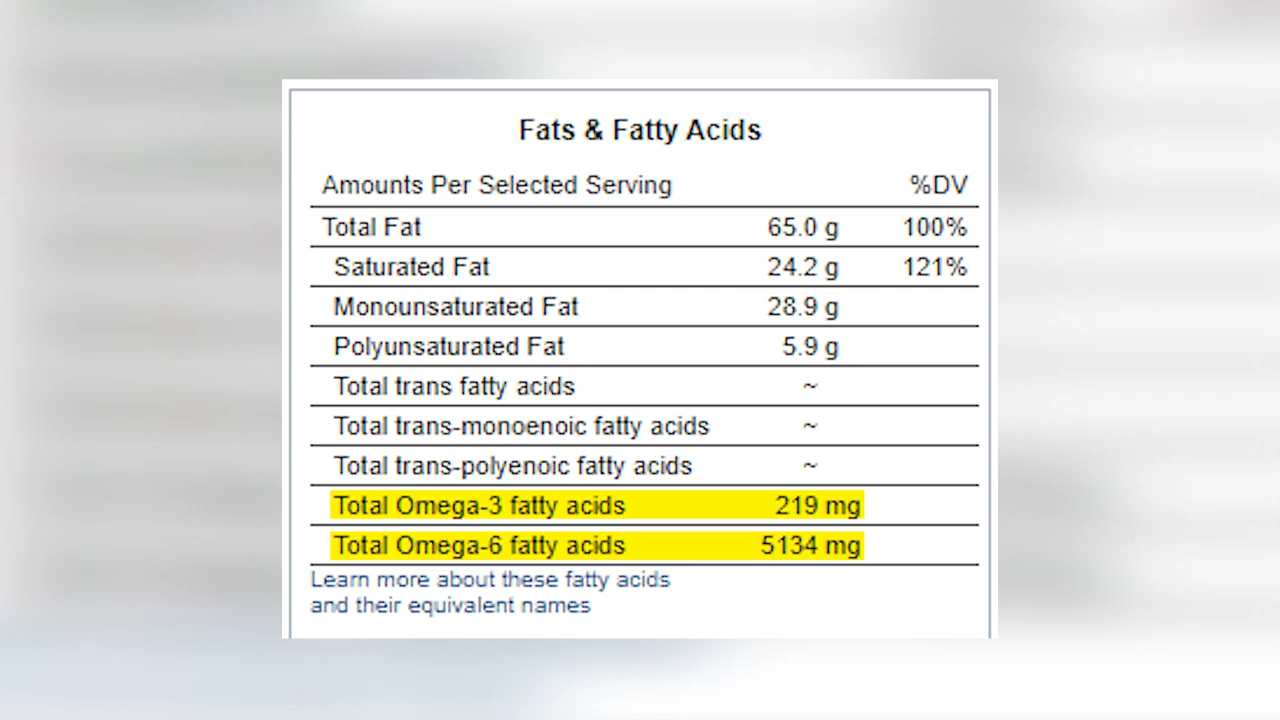 Fats & Fatty Acids
Amounts Per Selected Serving %DV
Total Fat 65.0 g 100%
Saturated Fat 24.2 g 121%
Monounsaturated Fat 28.9 g
Polyunsaturated Fat 5.9 g
Total trans fatty acids ~
Total trans-monoenoic fatty acids ~
Total trans-polyenoic fatty acids ~
Total Omega-3 fatty acids 219 mg
Total Omega-6 fatty acids 5134 mg
Learn more about these fatty acids
and their equivalent names